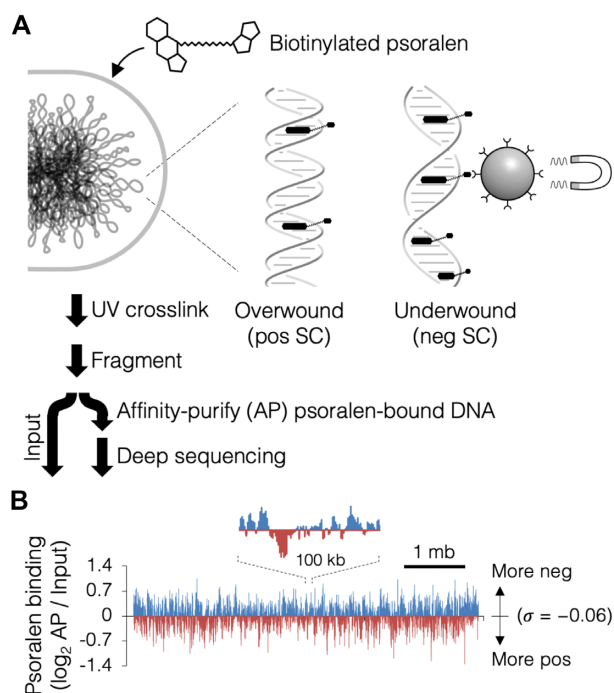 A
Biotinylated psoralen
Overwound
(pos SC)
Underwound
(neg SC)
UV crosslink
Fragment
Input
Affinity-purify (AP) psoralen-bound DNA
Deep sequencing
B
Psoralen binding
(log2 AP / Input)
1.4
0.7
0
-0.7
-1.4
100 kb
1 mb
More neg
(σ = −0.06)
More pos